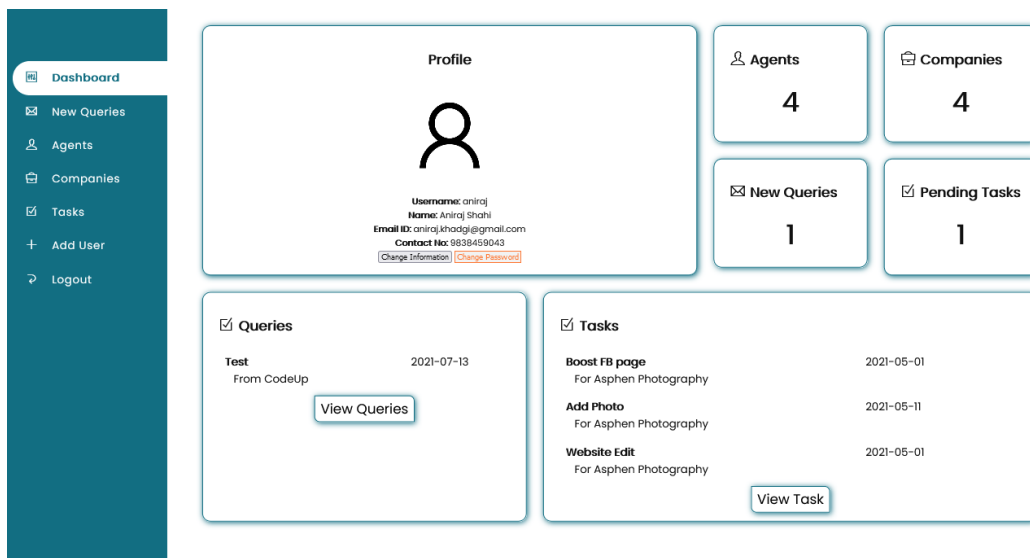 Dashboard
New Queries
Agents
Companies
Tasks
Add User
Logout
Profile
Username: aniraj
Name: Aniraj Shahi
Email ID: aniraj.khadgi@gmail.com
Contact No: 9838459043
Change Information Change Password
Agents
4
Companies
4
New Queries
1
Pending Tasks
1
Queries
Test 2021-07-13
From CodeUp
View Queries
Tasks
Boost FB page 2021-05-01
For Asphen Photography
Add Photo 2021-05-11
For Asphen Photography
Website Edit 2021-05-01
For Asphen Photography
View Task